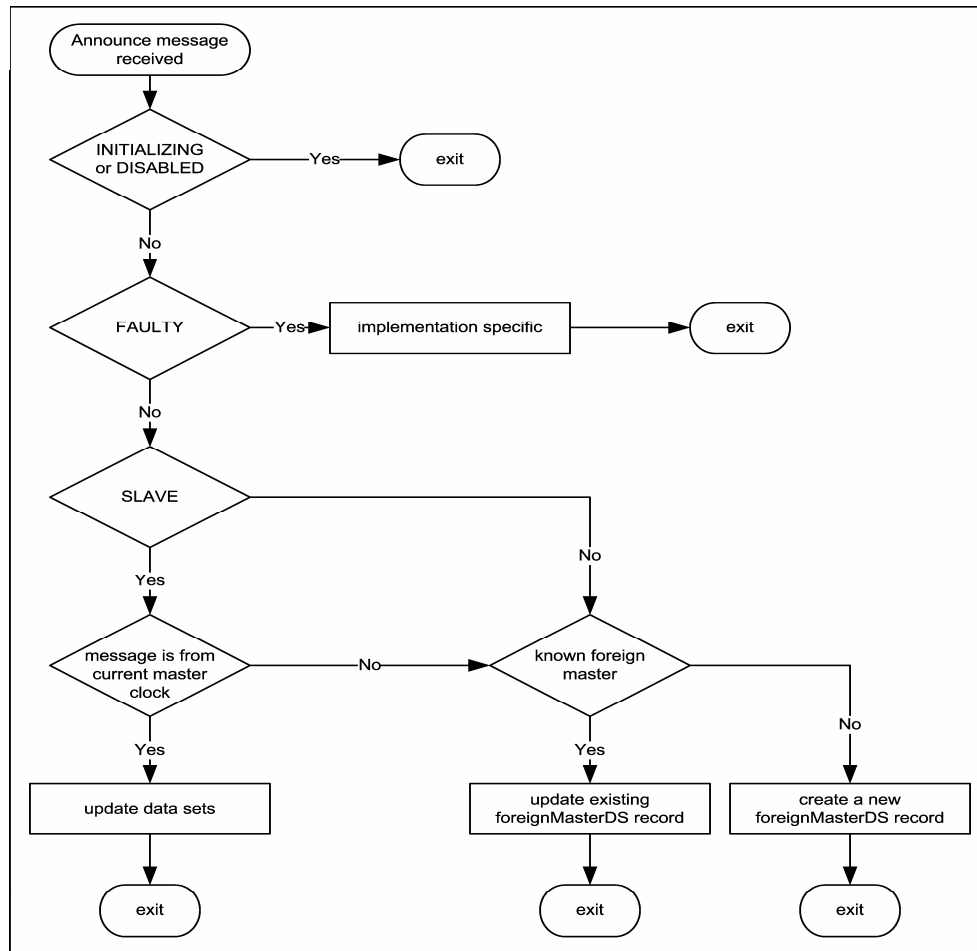 Announce message
received
INITIALIZING
or DISABLED
Yes
exit
No
FAULTY
Yes
implementation specific
exit
No
SLAVE
No
Yes
message is from
current master
clock
No
known foreign
master
No
Yes
Yes
update data sets
update existing
foreignMasterDS record
create a new
foreignMasterDS record
exit
exit
exit